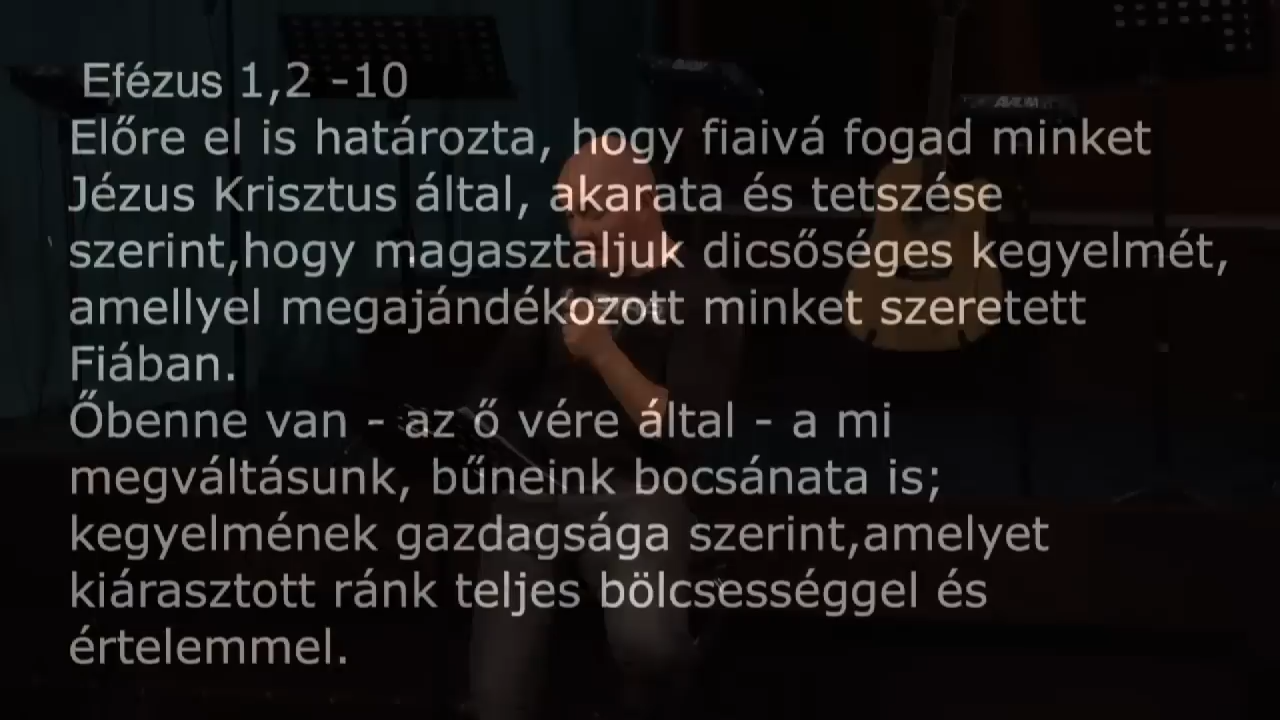 Efézus 1,2 -10
Előre el is határozta, hogy fiaivá fogad minket
Jézus Krisztus által, akarata és tetszése
szerint,hogy magasztaljuk dicsőséges kegyelmét,
amellyel megajándékozott minket szeretett
Fiában.
Őbenne van - az ő vére által - a mi
megváltásunk, bűneink bocsánata is;
kegyelmének gazdagsága szerint,amelyet
kiárasztott ránk teljes bölcsességgel és
értelemmel.